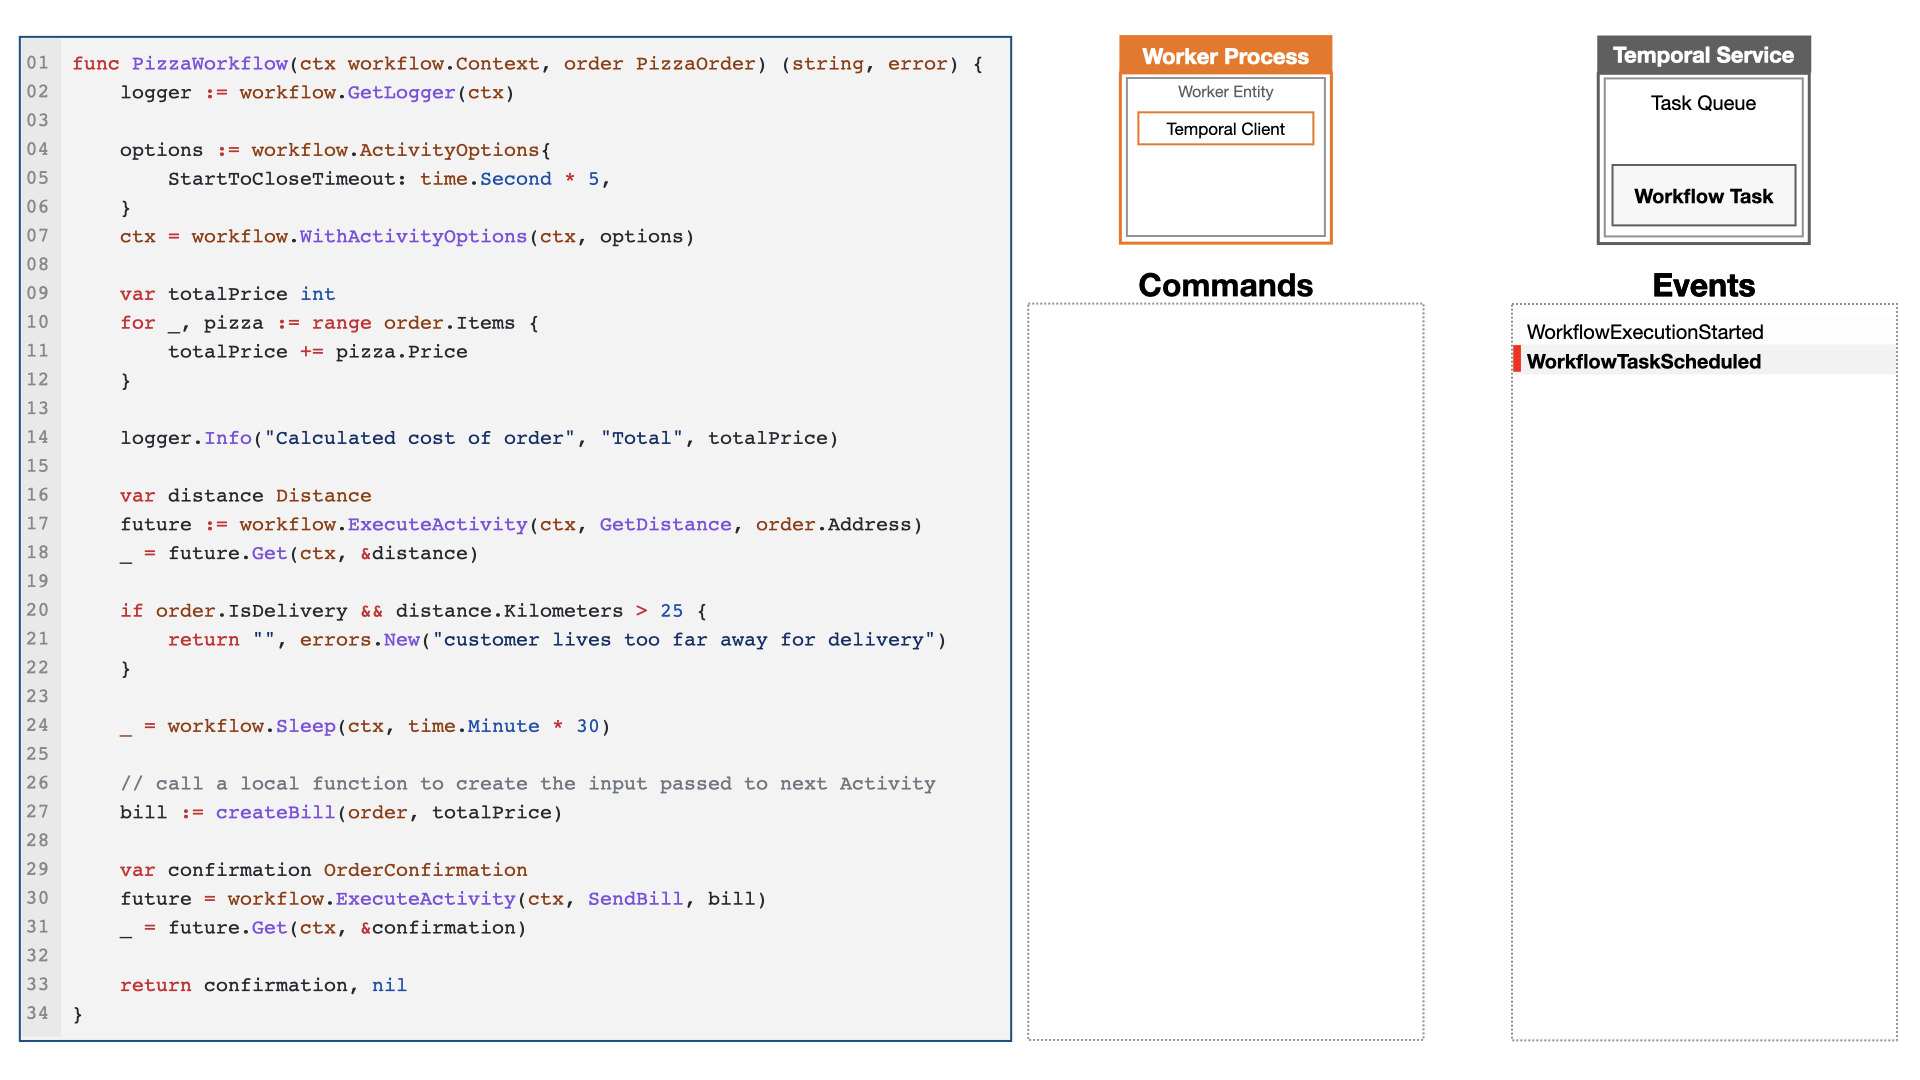 01 func PizzaWorkflow(ctx workflow.Context, order PizzaOrder) (string, error) {
02     logger := workflow.GetLogger(ctx)
03
04     options := workflow.ActivityOptions{
05         StartToCloseTimeout: time.Second * 5,
06     }
07     ctx = workflow.WithActivityOptions(ctx, options)
08
09     var totalPrice int
10     for _, pizza := range order.Items {
11         totalPrice += pizza.Price
12     }
13
14     logger.Info("Calculated cost of order", "Total", totalPrice)
15
16     var distance Distance
17     future := workflow.ExecuteActivity(ctx, GetDistance, order.Address)
18     _ = future.Get(ctx, &distance)
19
20     if order.IsDelivery && distance.Kilometers > 25 {
21         return "", errors.New("customer lives too far away for delivery")
22     }
23
24     _ = workflow.Sleep(ctx, time.Minute * 30)
25
26     // call a local function to create the input passed to next Activity
27     bill := createBill(order, totalPrice)
28
29     var confirmation OrderConfirmation
30     future = workflow.ExecuteActivity(ctx, SendBill, bill)
31     _ = future.Get(ctx, &confirmation)
32
33     return confirmation, nil
34 }
Worker Process
Worker Entity
Temporal Client
Commands
Temporal Service
Task Queue
Workflow Task
Events
WorkflowExecutionStarted
WorkflowTaskScheduled